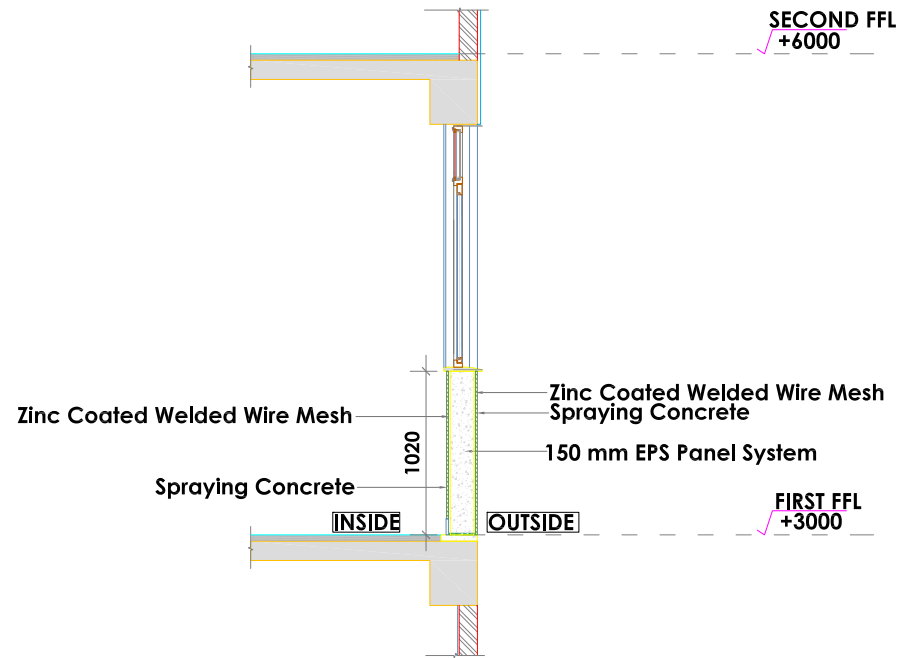 SECOND FFL
+6000
Zinc Coated Welded Wire Mesh
Spraying Concrete
Zinc Coated Welded Wire Mesh
1020
150 mm EPS Panel System
Spraying Concrete
INSIDE
OUTSIDE
FIRST FFL
+3000